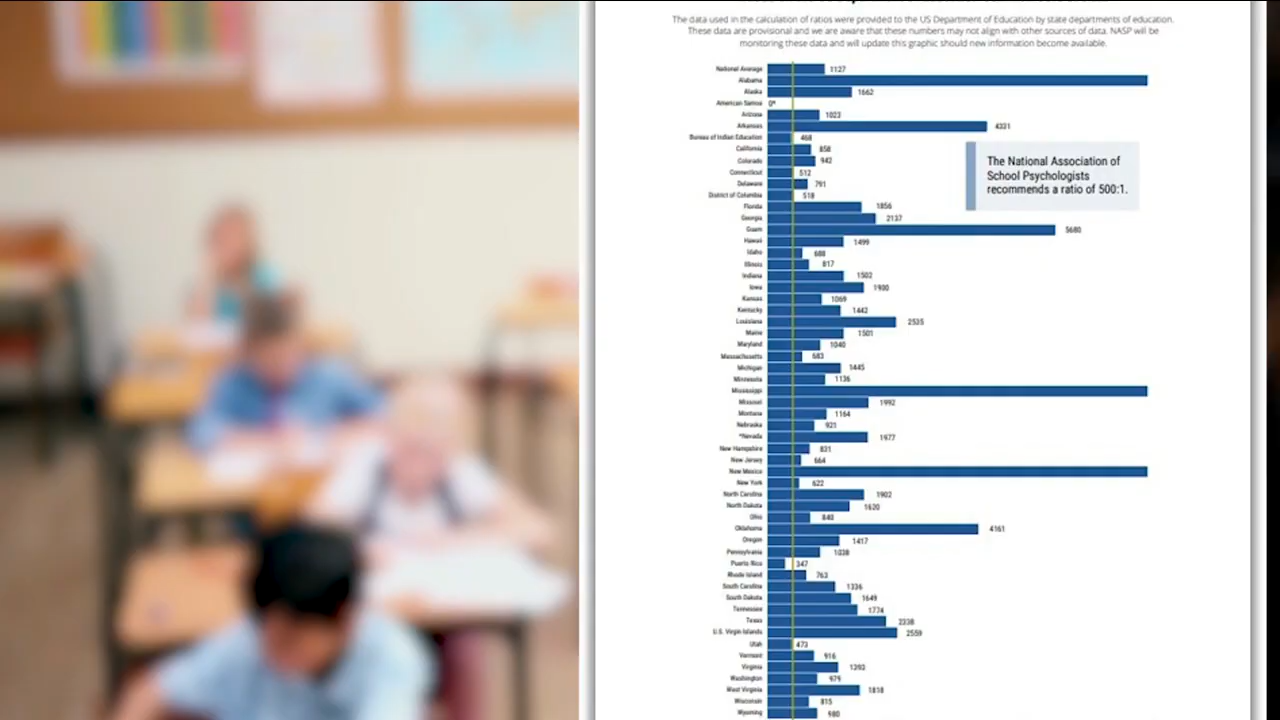 The data used in the calculation of ratios were provided to the US Department of Education by state departments of education.
These data are provisional and we are aware that these numbers may not align with other sources of data. NASP will be
monitoring these data and will update this graphic should new information become available.
National Average 1127
Alabama
Alaska 1662
American Samoa 0*
Arizona 1023
Arkansas 4331
Bureau of Indian Education 468
California 858
Colorado 942
Connecticut 512
Delaware 791
District of Columbia 518
Florida 1856
Georgia 2137
Guam 5680
Hawaii 1499
Idaho 688
Illinois 817
Indiana 1502
Iowa 1900
Kansas 1069
Kentucky 1442
Louisiana 2535
Maine 1501
Maryland 1040
Massachusetts 683
Michigan 1445
Minnesota 1136
Mississippi
Missouri 1992
Montana 1164
Nebraska 921
*Nevada 1977
New Hampshire 831
New Jersey 664
New Mexico
New York 622
North Carolina 1902
North Dakota 1620
Ohio 840
Oklahoma 4161
Oregon 1417
Pennsylvania 1038
Puerto Rico 347
Rhode Island 763
South Carolina 1336
South Dakota 1649
Tennessee 1774
Texas 2338
U.S. Virgin Islands 2559
Utah 473
Vermont 916
Virginia 1393
Washington 979
West Virginia 1818
Wisconsin 815
Wyoming 980
The National Association of
School Psychologists
recommends a ratio of 500:1.